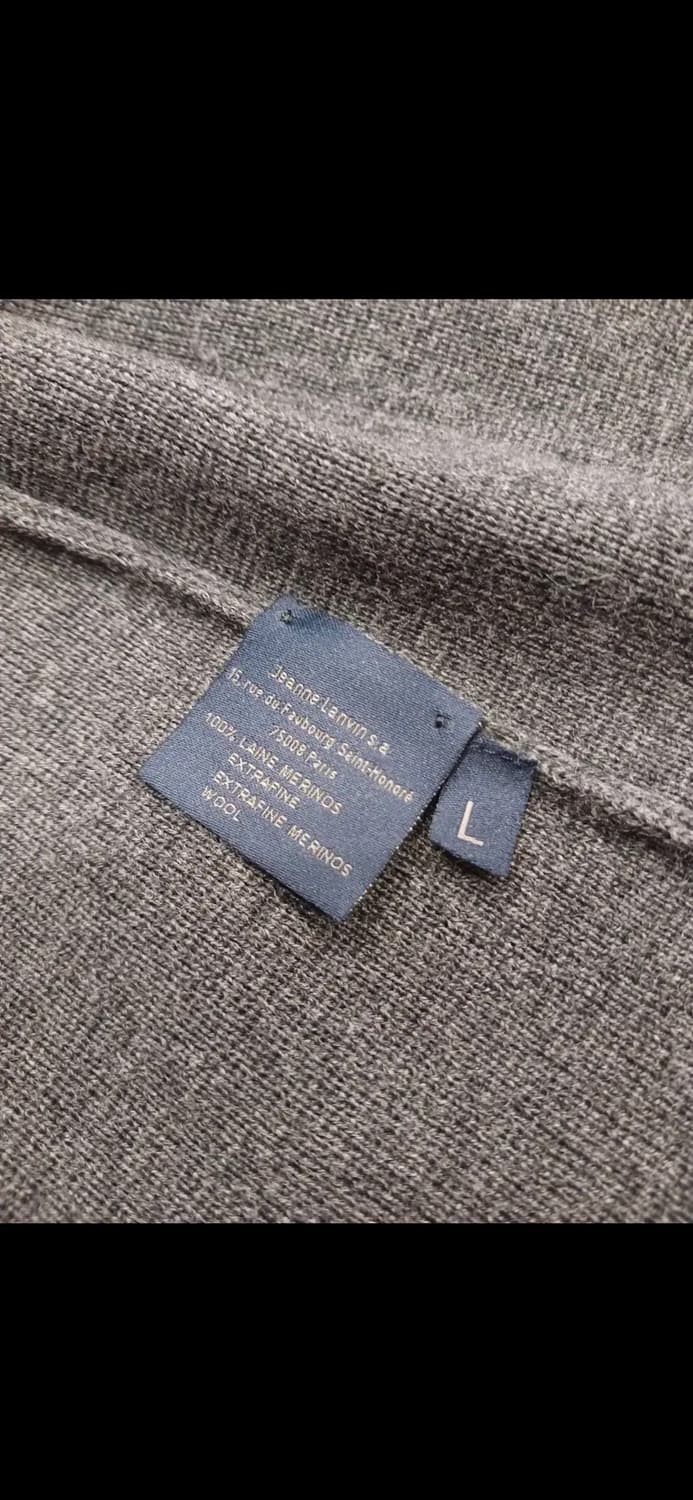 Jeanne Lanvin s.a.
15, rue du Faubourg Saint-Honoré
75008 Paris
100% LAINE MERINOS
EXTRAFINE
EXTRAFINE MERINOS
WOOL
L